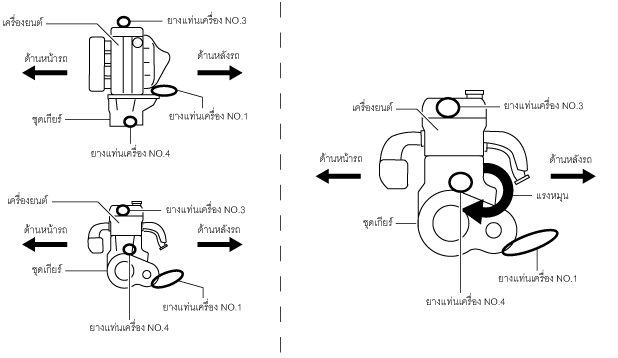 ยางแท่นเครื่อง NO.3
เครื่องยนต์
ด้านหน้ารถ
ด้านหลังรถ
ชุดเกียร์
ยางแท่นเครื่อง NO.1
ยางแท่นเครื่อง NO.4
เครื่องยนต์
ยางแท่นเครื่อง NO.3
ด้านหน้ารถ
ด้านหลังรถ
ชุดเกียร์
ยางแท่นเครื่อง NO.1
ยางแท่นเครื่อง NO.4
เครื่องยนต์
ยางแท่นเครื่อง NO.3
ด้านหน้ารถ
ด้านหลังรถ
แรงหมุน
ชุดเกียร์
ยางแท่นเครื่อง NO.1
ยางแท่นเครื่อง NO.4